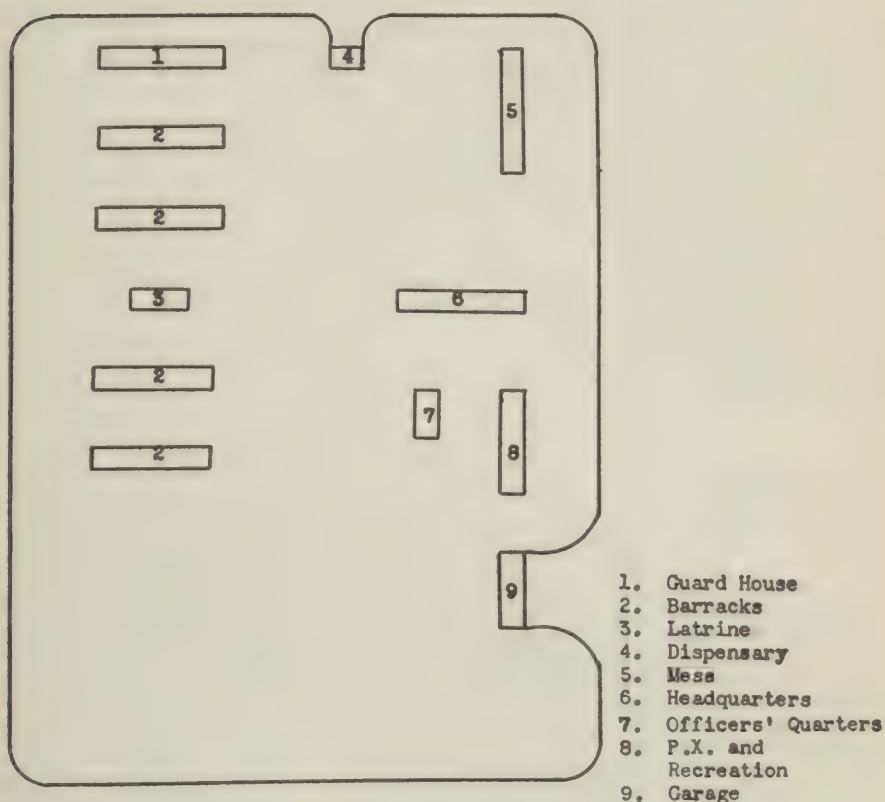 1
4
5
2
2
3
6
2
7
8
2
9
1. Guard House
2. Barracks
3. Latrine
4. Dispensary
5. Mess
6. Headquarters
7. Officers' Quarters
8. P.X. and
Recreation
9. Garage